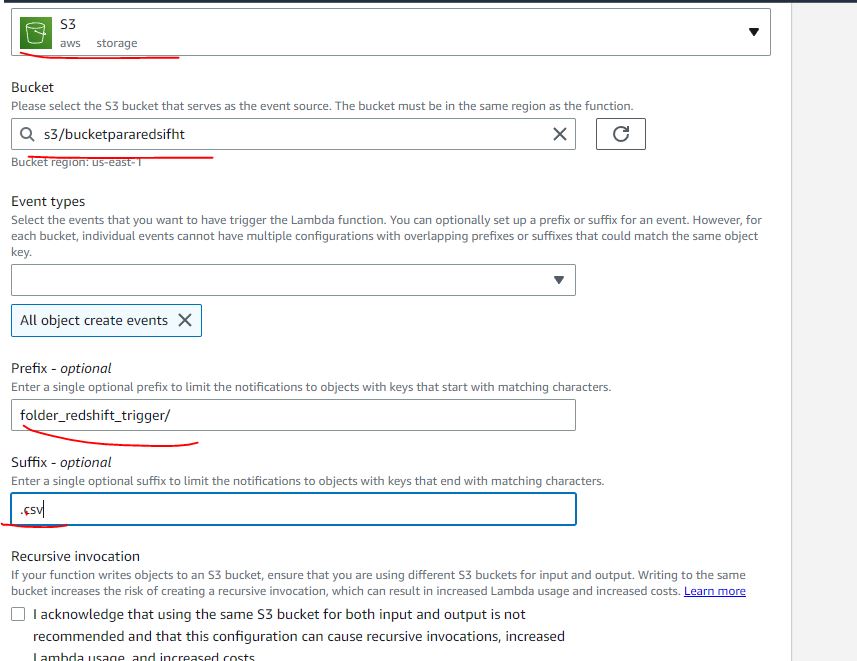 S3
aws storage
Bucket
Please select the S3 bucket that serves as the event source. The bucket must be in the same region as the function.
s3/bucketpararedsifht
Bucket region: us-east-1
Event types
Select the events that you want to have trigger the Lambda function. You can optionally set up a prefix or suffix for an event. However, for
each bucket, individual events cannot have multiple configurations with overlapping prefixes or suffixes that could match the same object
key.
All object create events
Prefix - optional
Enter a single optional prefix to limit the notifications to objects with keys that start with matching characters.
folder_redshift_trigger/
Suffix - optional
Enter a single optional suffix to limit the notifications to objects with keys that end with matching characters.
.csv
Recursive invocation
If your function writes objects to an S3 bucket, ensure that you are using different S3 buckets for input and output. Writing to the same
bucket increases the risk of creating a recursive invocation, which can result in increased Lambda usage and increased costs. Learn more
I acknowledge that using the same S3 bucket for both input and output is not
recommended and that this configuration can cause recursive invocations, increased
Lambda usage, and increased costs.